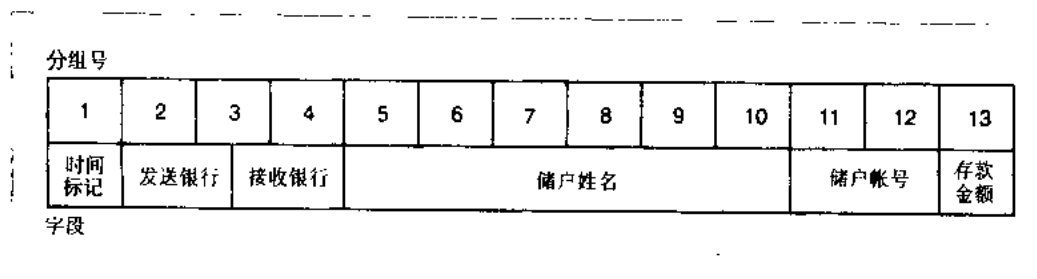 分组号
1 2 3 4 5 6 7 8 9 10 11 12 13
时间标记 发送银行 接收银行 储户姓名 储户帐号 存款金额
字段